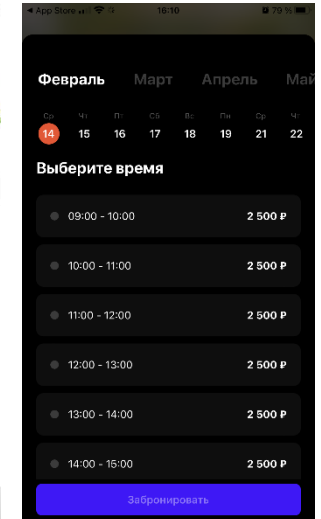 App Store 16:10 79 %
Февраль Март Апрель Май
Ср Чт Пт Сб Вс Пн Ср Чт
14 15 16 17 18 19 21 22
Выберите время
09:00 - 10:00 2 500 ₽
10:00 - 11:00 2 500 ₽
11:00 - 12:00 2 500 ₽
12:00 - 13:00 2 500 ₽
13:00 - 14:00 2 500 ₽
14:00 - 15:00 2 500 ₽
Забронировать